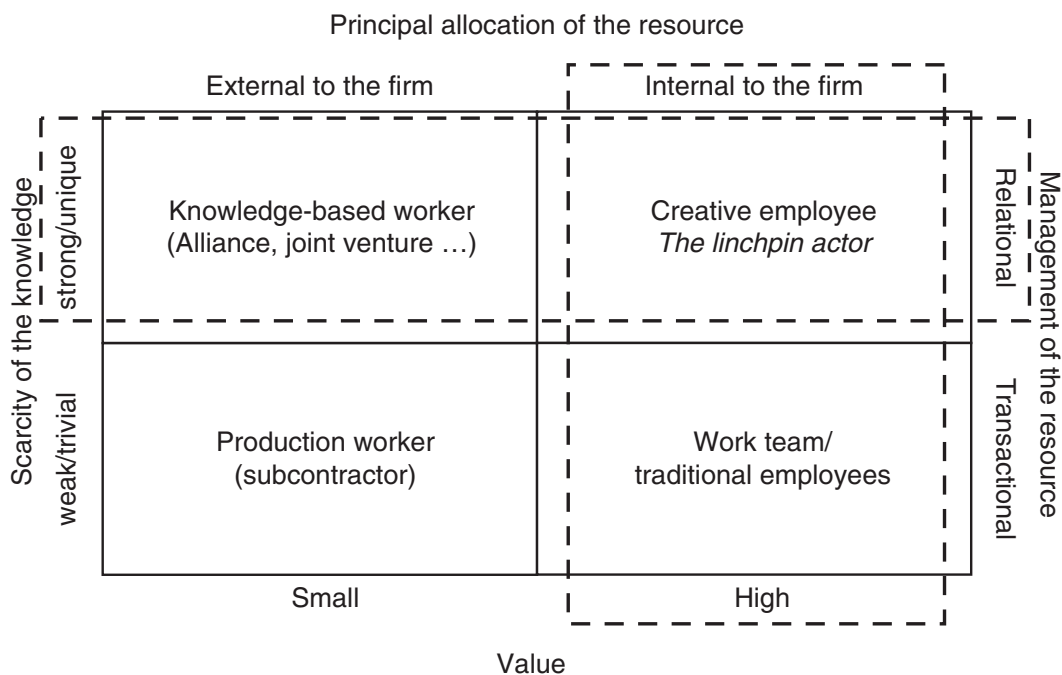 Principal allocation of the resource
External to the firm
Internal to the firm
Scarcity of the knowledge
strong/unique
weak/trivial
Knowledge-based worker
(Alliance, joint venture …)
Creative employee
The linchpin actor
Relational
Transactional
Management of the resource
Production worker
(subcontractor)
Work team/
traditional employees
Small
High
Value